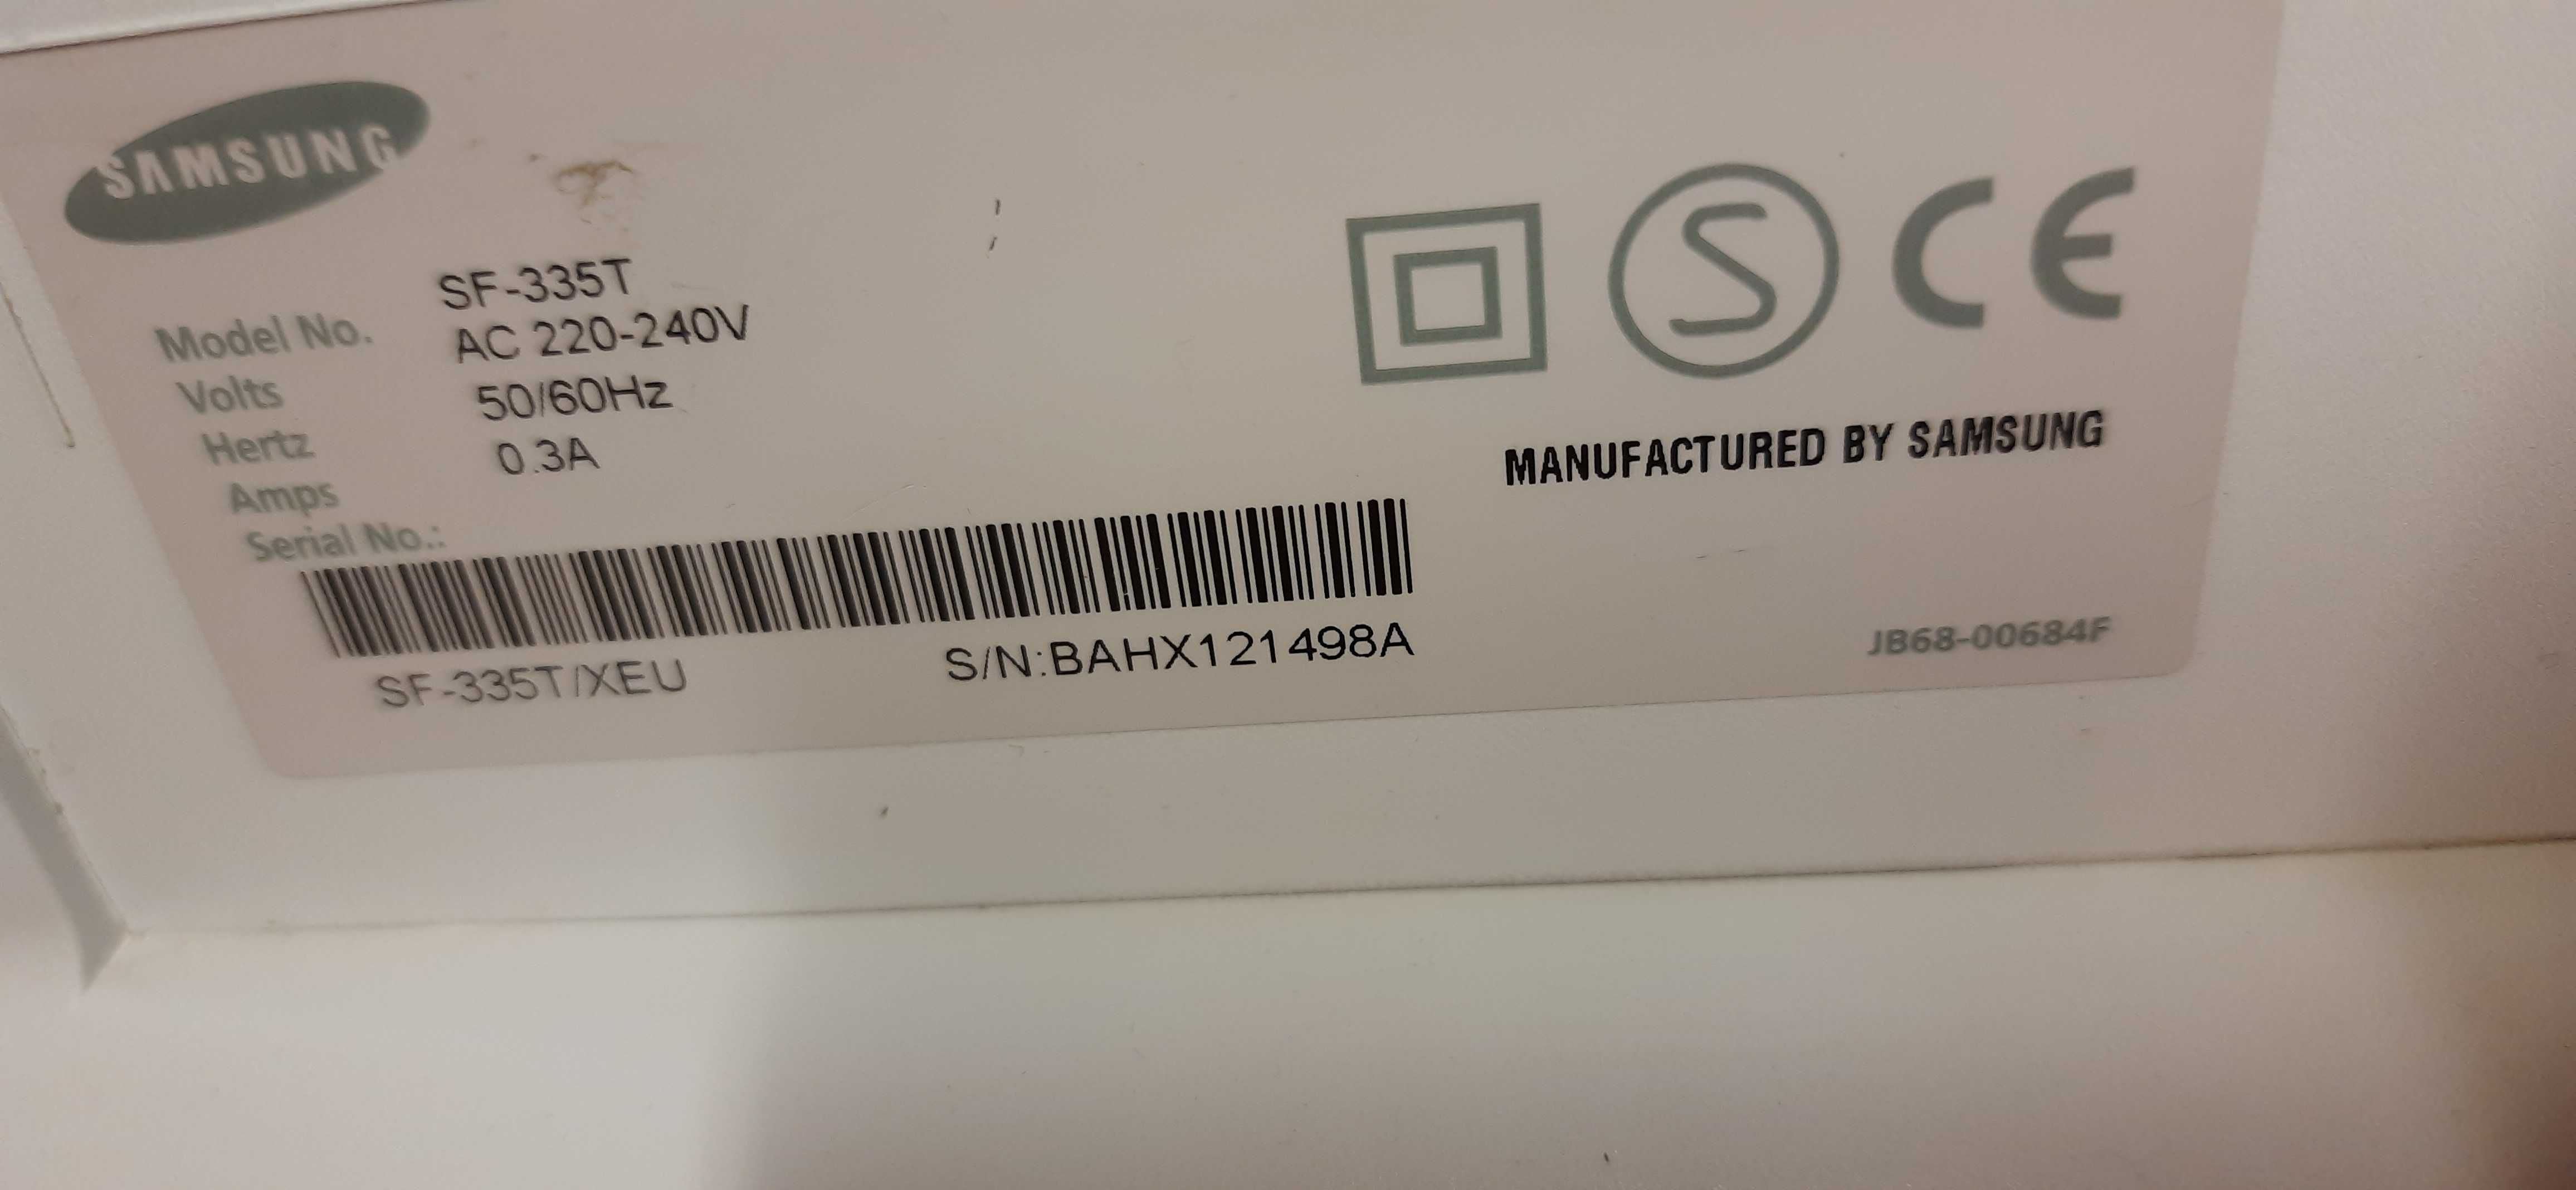 SAMSUNG
Model No. SF-335T
Volts AC 220-240V
Hertz 50/60Hz
Amps 0.3A
Serial No.:
SF-335T/XEU S/N:BAHX121498A
S CE
MANUFACTURED BY SAMSUNG
JB68-00684F